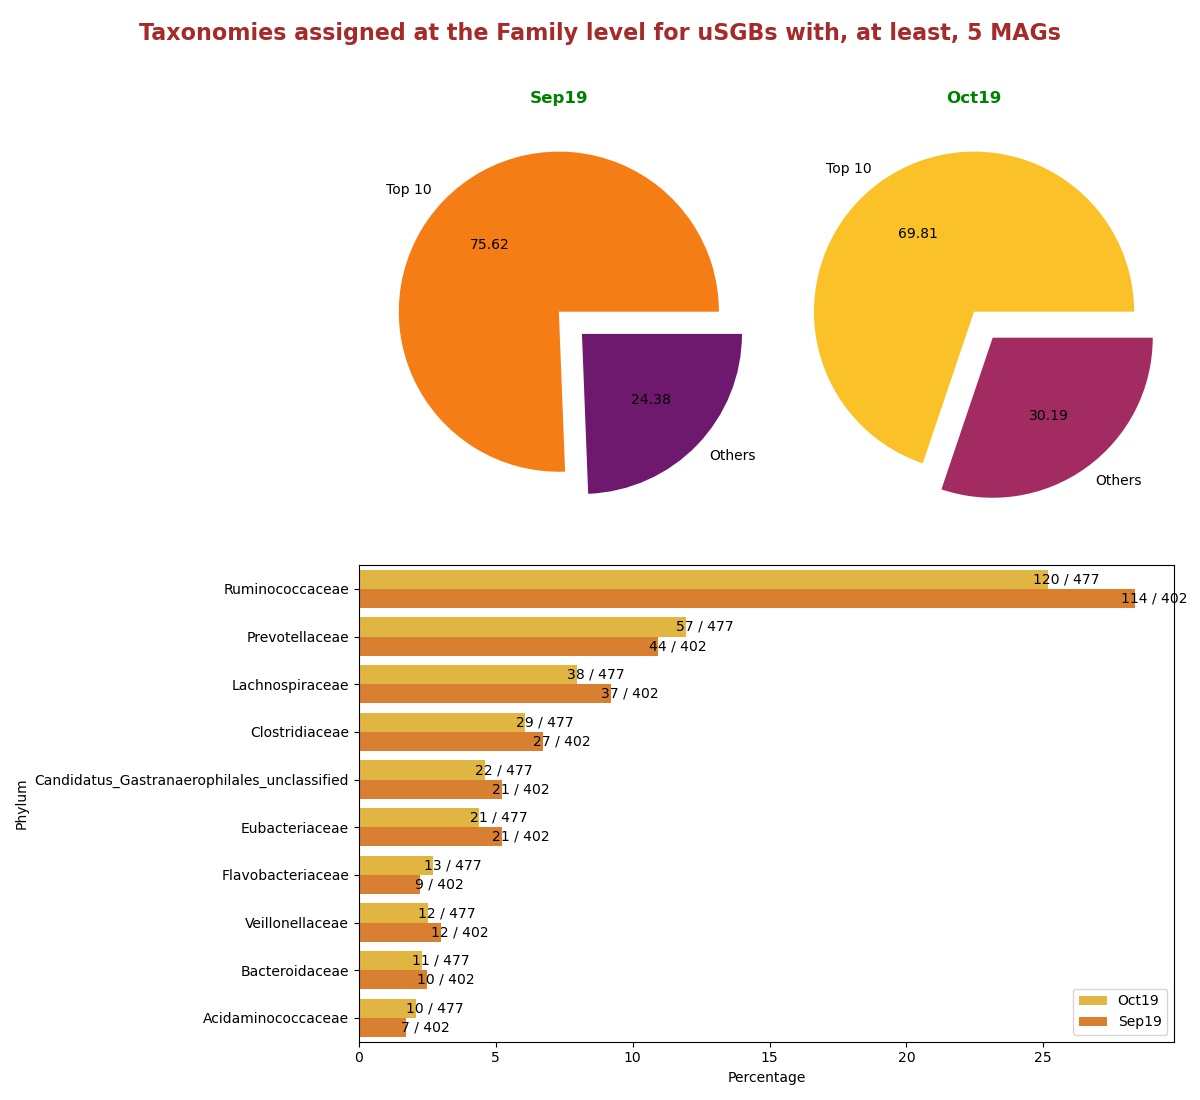 Taxonomies assigned at the Family level for uSGBs with, at least, 5 MAGs
Sep19
Oct19
Top 10
75.62
24.38
Others
Top 10
69.81
30.19
Others
Phylum
Ruminococcaceae
120 / 477
114 / 402
Prevotellaceae
57 / 477
44 / 402
Lachnospiraceae
38 / 477
37 / 402
Clostridiaceae
29 / 477
27 / 402
Candidatus_Gastranaerophilales_unclassified
22 / 477
21 / 402
Eubacteriaceae
21 / 477
21 / 402
Flavobacteriaceae
13 / 477
9 / 402
Veillonellaceae
12 / 477
12 / 402
Bacteroidaceae
11 / 477
10 / 402
Acidaminococcaceae
10 / 477
7 / 402
Oct19
Sep19
0 5 10 15 20 25
Percentage